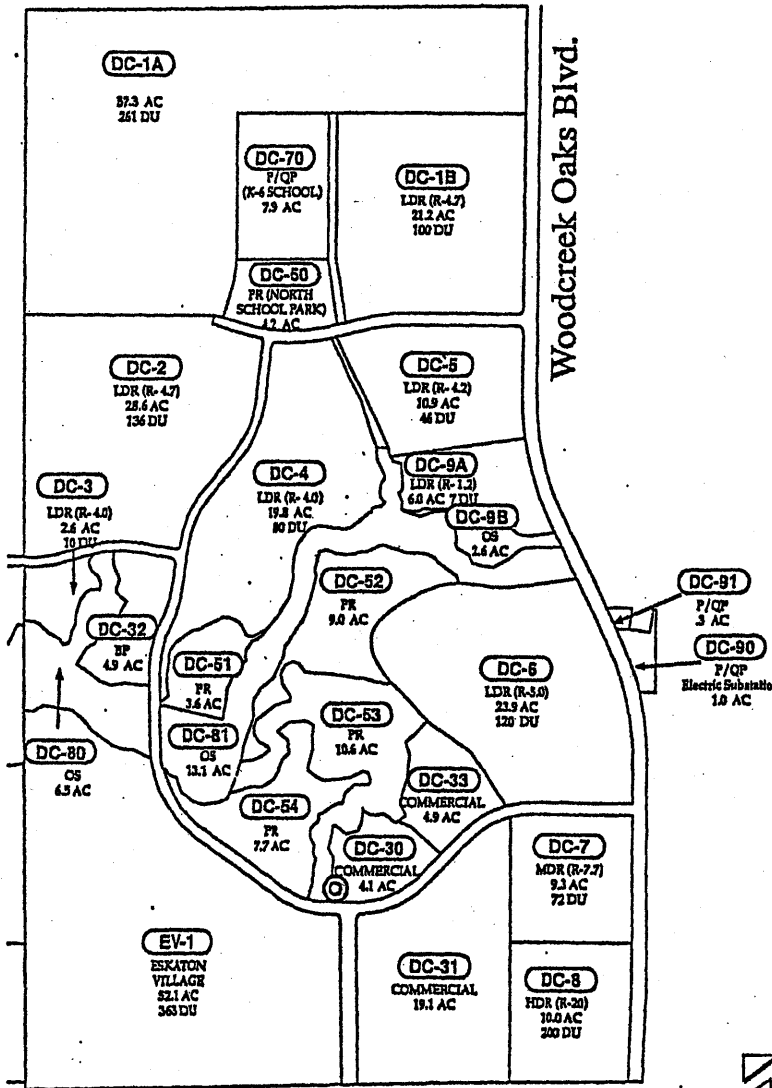 DC-1A
87.3 AC
261 DU
Woodcreek Oaks Blvd.
DC-70
P/QP
(K-6 SCHOOL)
7.9 AC
DC-1B
LDR (R-4.7)
21.2 AC
100 DU
DC-50
PR (NORTH
SCHOOL PARK)
4.2 AC
DC-2
LDR (R-4.7)
28.6 AC
136 DU
DC-5
LDR (R-4.2)
10.9 AC
46 DU
DC-3
LDR (R-4.0)
2.6 AC
10 DU
DC-4
LDR (R-4.0)
19.8 AC
80 DU
DC-9A
LDR (R-1.2)
6.0 AC 7 DU
DC-9B
OS
2.6 AC
DC-52
PR
9.0 AC
DC-91
P/QP
.3 AC
DC-32
BP
4.9 AC
DC-51
PR
3.6 AC
DC-6
LDR (R-5.0)
23.9 AC
120 DU
DC-90
P/QP
Electric Substatio
1.0 AC
DC-53
PR
10.6 AC
DC-81
OS
13.1 AC
DC-80
OS
6.5 AC
DC-33
COMMERCIAL
4.9 AC
DC-54
PR
7.7 AC
DC-30
COMMERCIAL
4.1 AC
DC-7
MDR (R-7.7)
9.3 AC
72 DU
EV-1
ESKATON
VILLAGE
52.1 AC
363 DU
DC-31
COMMERCIAL
19.1 AC
DC-8
HDR (R-20)
10.0 AC
200 DU